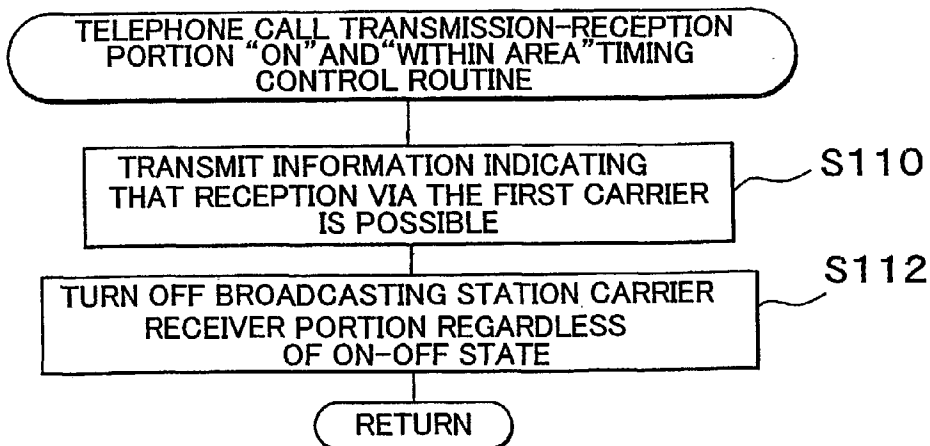 TELEPHONE CALL TRANSMISSION-RECEPTION
PORTION "ON"AND"WITHIN AREA"TIMING
CONTROL ROUTINE
TRANSMIT INFORMATION INDICATING
THAT RECEPTION VIA THE FIRST CARRIER
IS POSSIBLE
S110
TURN OFF BROADCASTING STATION CARRIER
RECEIVER PORTION REGARDLESS
OF ON-OFF STATE
S112
RETURN